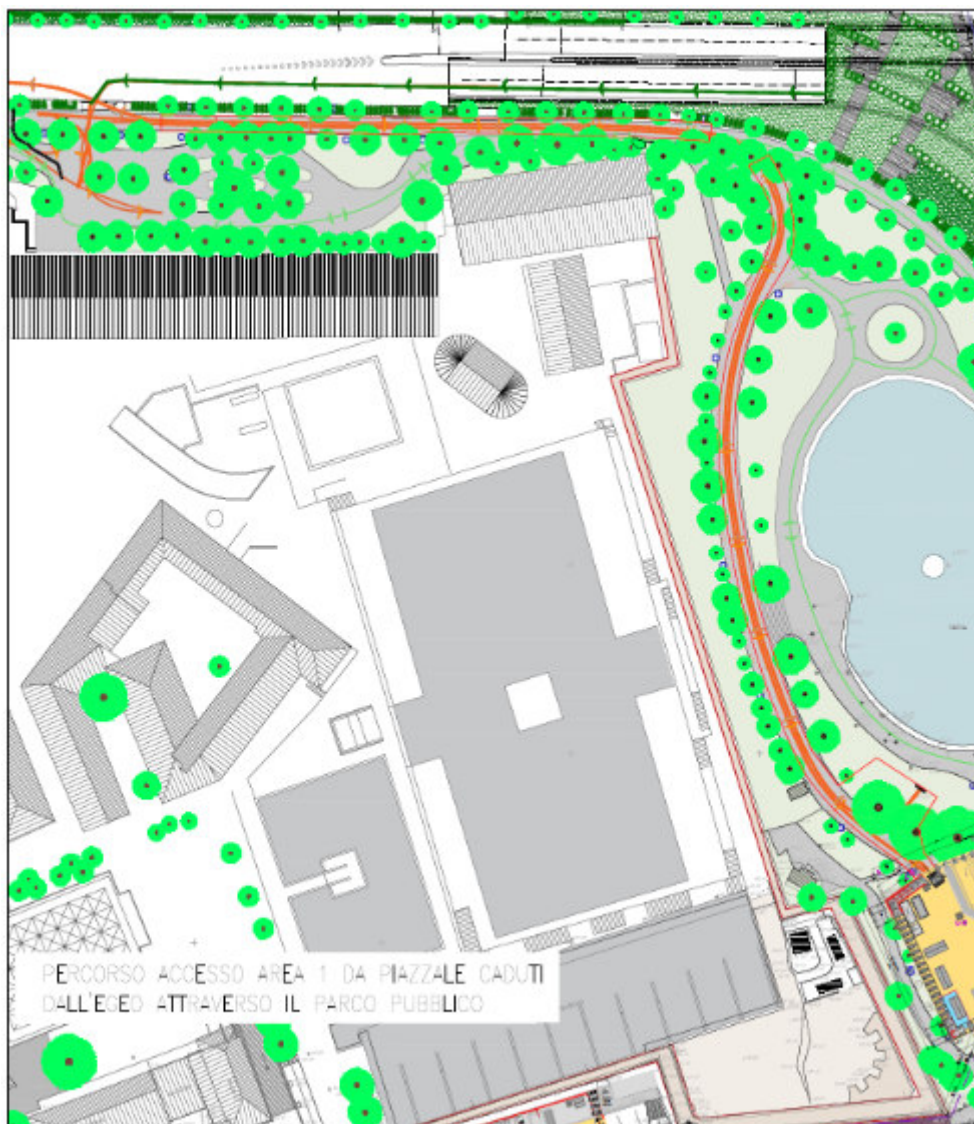 PERCORSO ACCESSO AREA 1 DA PIAZZALE CADUTI
DALL'EGEO ATTRAVERSO IL PARCO PUBBLICO